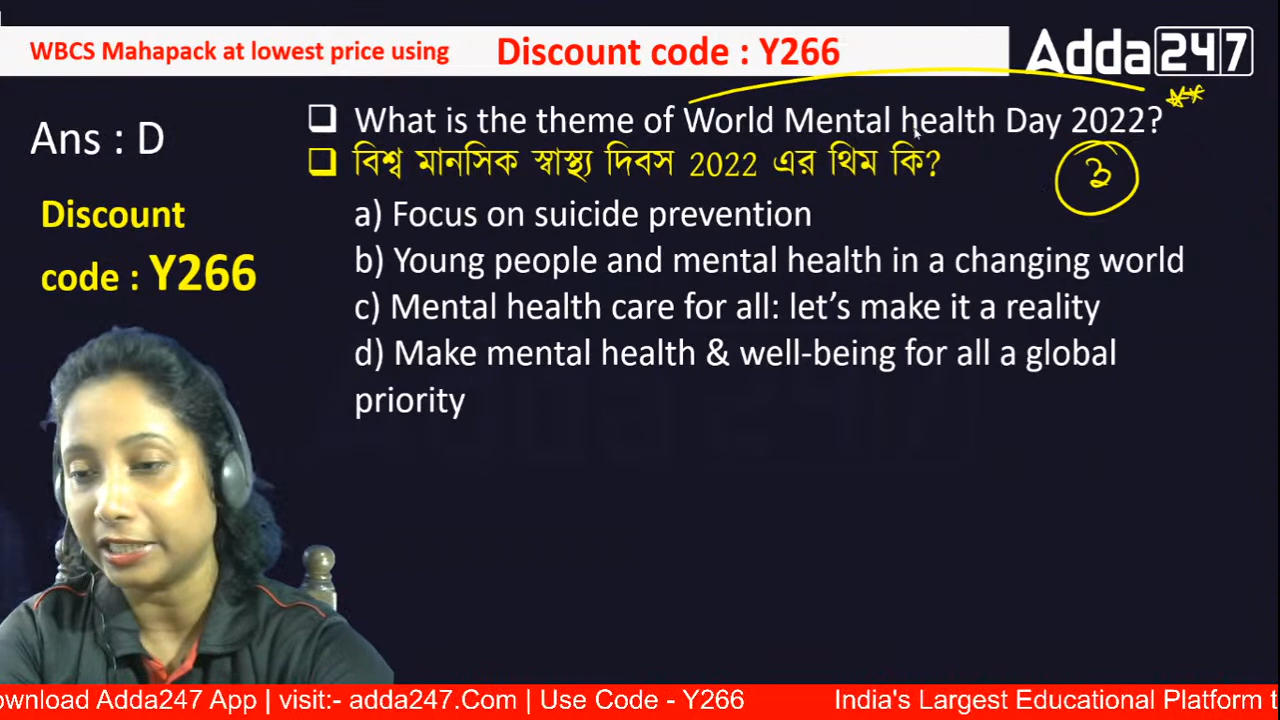 WBCS Mahapack at lowest price using Discount code : Y266
Adda247
Ans : D
Discount
code : Y266
What is the theme of World Mental health Day 2022? **
বিশ্ব মানসিক স্বাস্থ্য দিবস 2022 এর থিম কি?
a) Focus on suicide prevention
b) Young people and mental health in a changing world
c) Mental health care for all: let’s make it a reality
d) Make mental health & well-being for all a global
priority
ownload Adda247 App | visit:- adda247.Com | Use Code - Y266 India's Largest Educational Platform